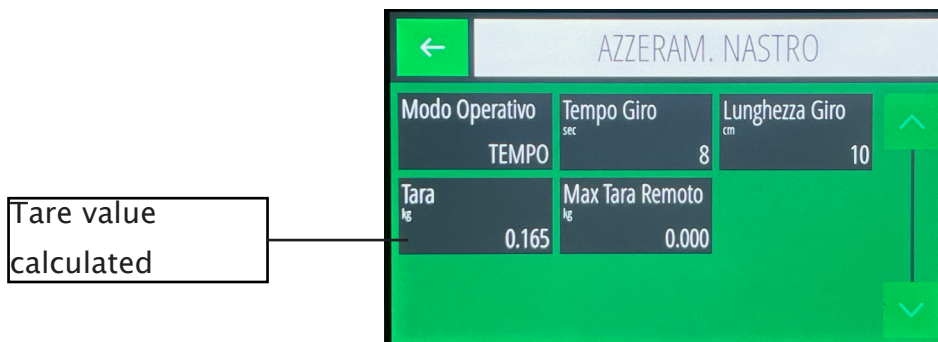 AZZERAM. NASTRO
Modo Operativo
TEMPO
Tempo Giro
sec
8
Lunghezza Giro
cm
10
Tara
kg
0.165
Max Tara Remoto
kg
0.000
Tare value
calculated